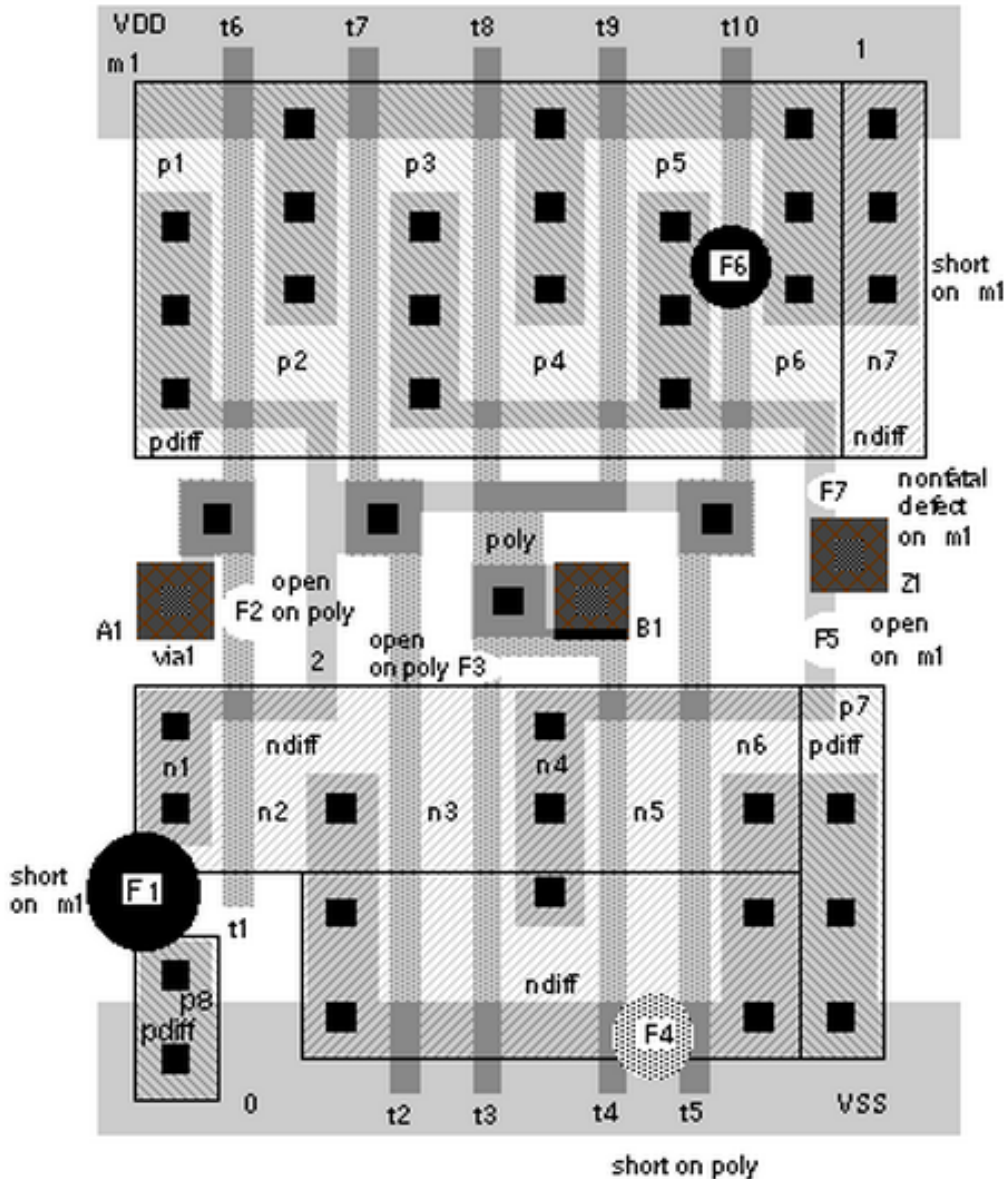 VDD t6 t7 t8 t9 t10 1
m1
p1 p3 p5
F6
short
on m1
p2 p4 p6 n7
pdiff ndiff
F7 nonfatal
defect
on m1
poly
Z1
open
on poly
F2
A1
via1
B1
open
on poly F3
2
F5 open
on m1
p7
ndiff n6 pdiff
n1 n4
n2 n3 n5
short
on m1
F1
t1
ndiff
p8
pdiff
F4
0 t2 t3 t4 t5 VSS
short on poly